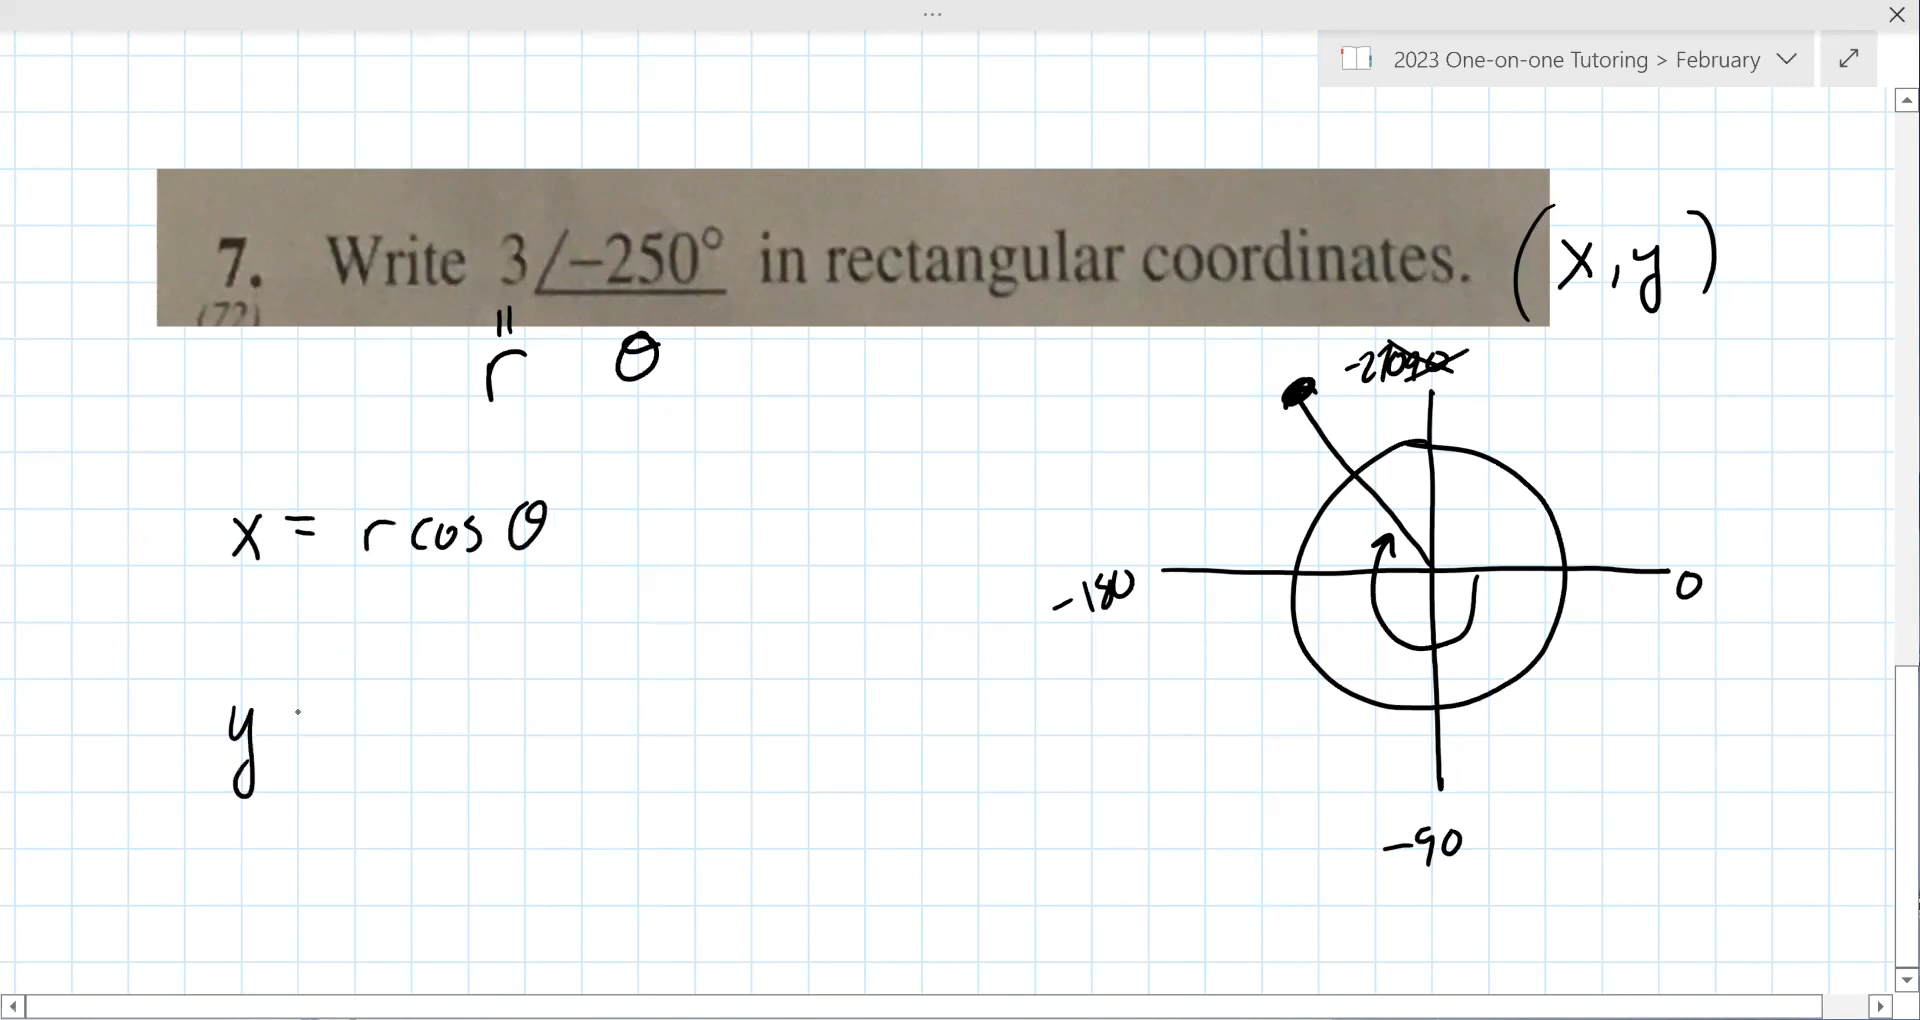 2023 One-on-one Tutoring > February
7. Write 3/-250° in rectangular coordinates. (x, y)
(72)
= r θ
x = r cos θ
-180
0
y
-90